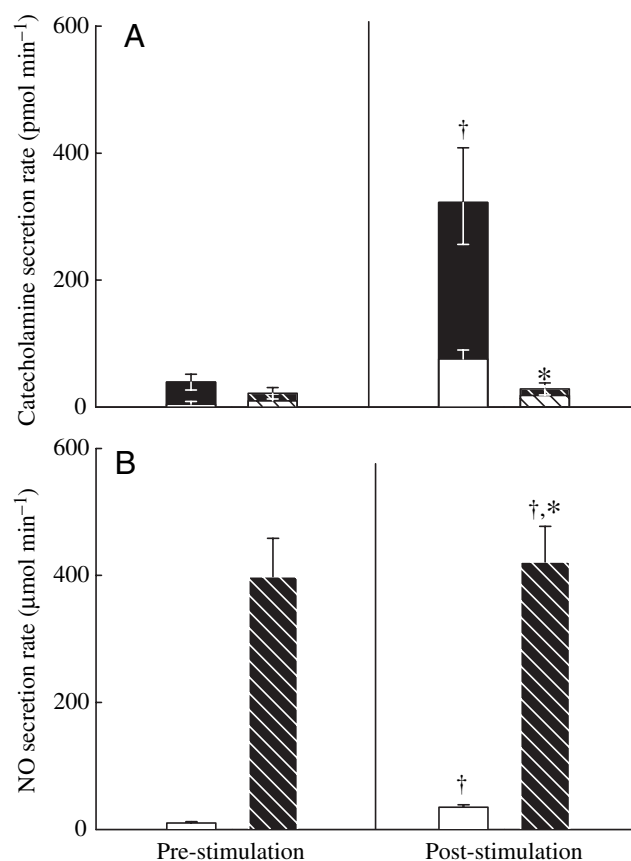 A
Catecholamine secretion rate (pmol min⁻¹)
600
400
200
0
†
*
B
NO secretion rate (μmol min⁻¹)
600
400
200
0
†
†,*
Pre-stimulation
Post-stimulation